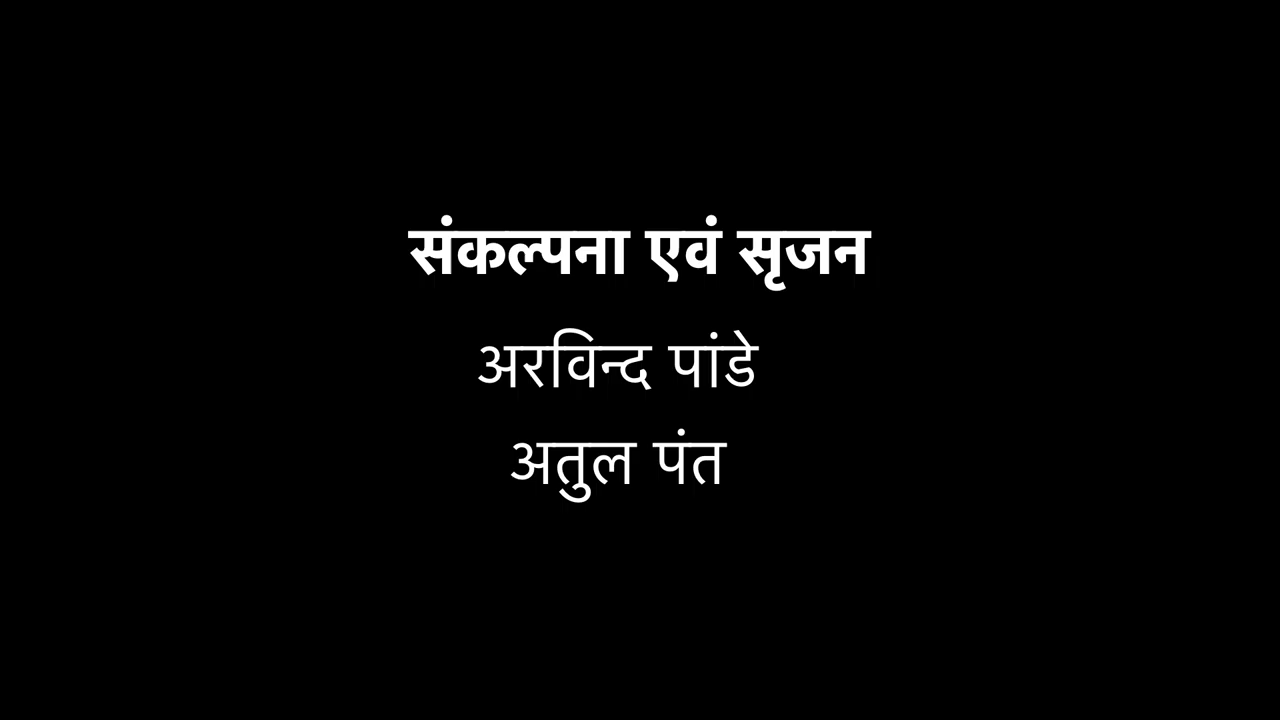 संकल्पना एवं सृजन
अरविन्द पांडे
अतुल पंत